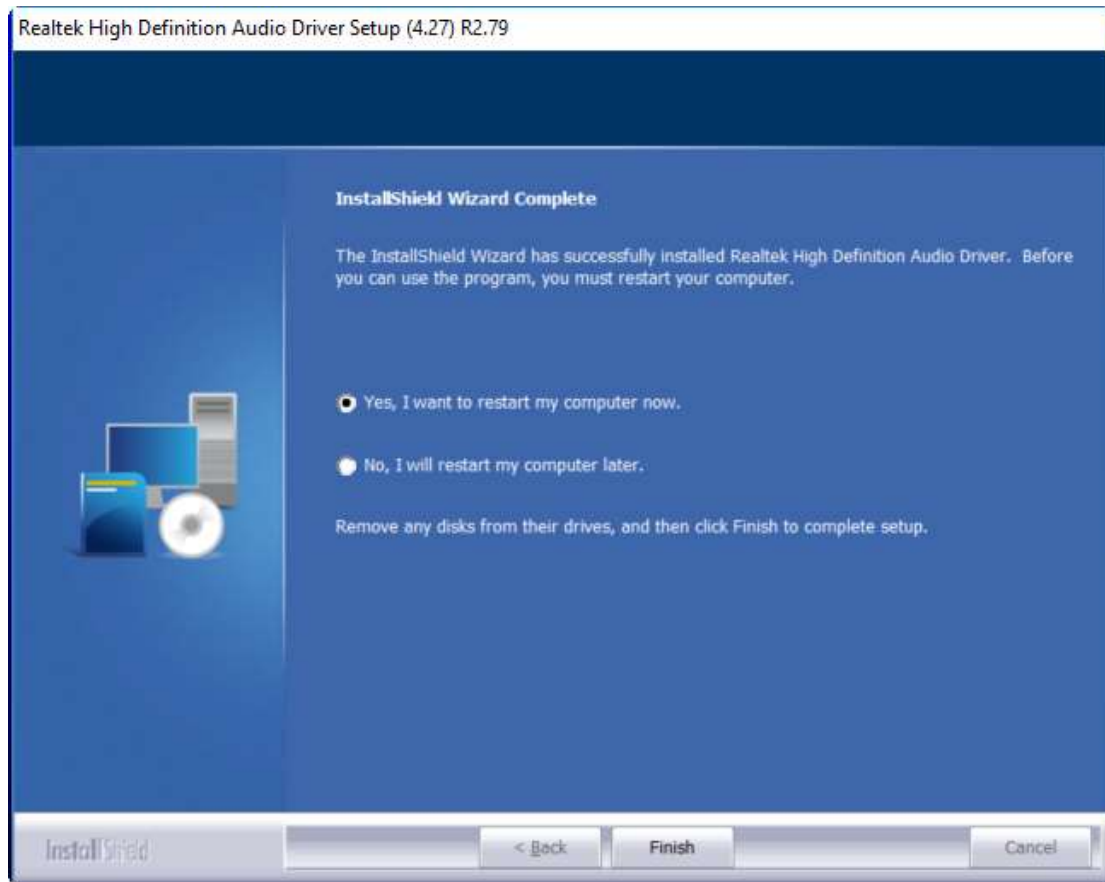 Realtek High Definition Audio Driver Setup (4.27) R2.79
InstallShield Wizard Complete
The InstallShield Wizard has successfully installed Realtek High Definition Audio Driver.  Before
you can use the program, you must restart your computer.
Yes, I want to restart my computer now.
No, I will restart my computer later.
Remove any disks from their drives, and then click Finish to complete setup.
InstallShield
< Back
Finish
Cancel